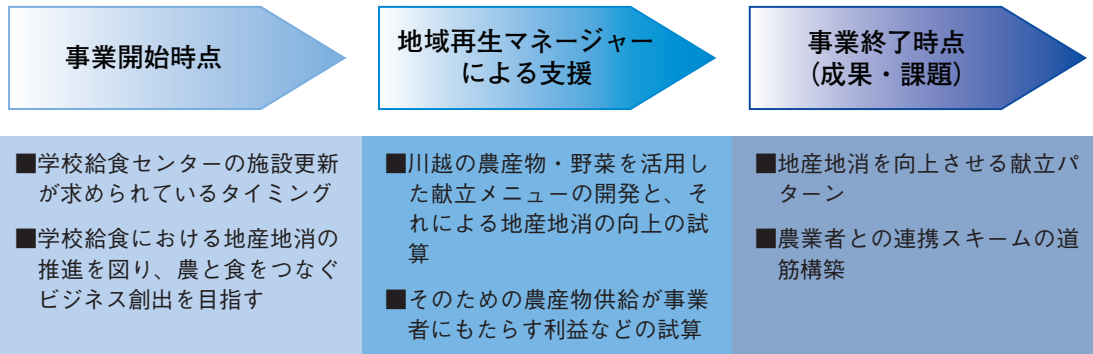 事業開始時点
地域再生マネージャー
による支援
事業終了時点
(成果・課題)
■学校給食センターの施設更新
が求められているタイミング
■学校給食における地産地消の
推進を図り、農と食をつなぐ
ビジネス創出を目指す
■川越の農産物・野菜を活用し
た献立メニューの開発と、そ
れによる地産地消の向上の試
算
■そのための農産物供給が事業
者にもたらす利益などの試算
■地産地消を向上させる献立パ
ターン
■農業者との連携スキームの道
筋構築